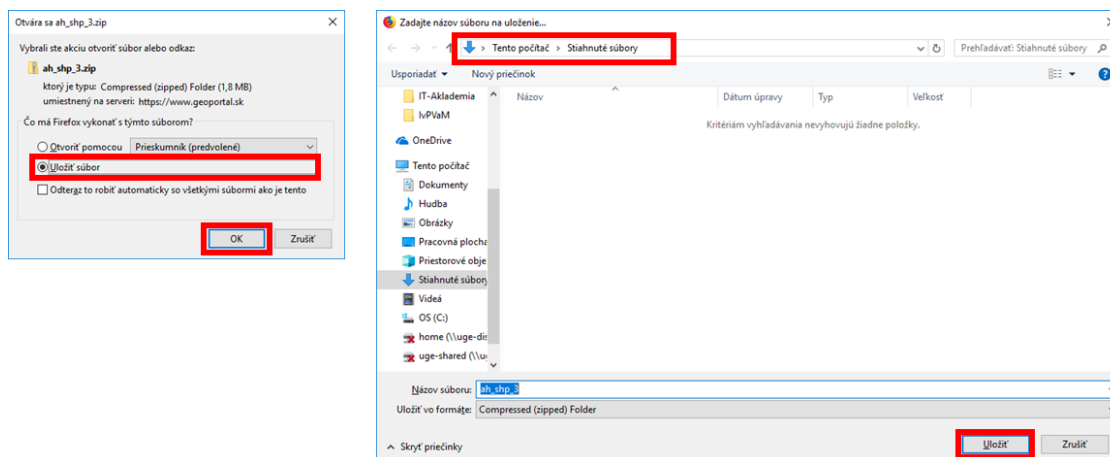 Otvára sa ah_shp_3.zip
Vybrali ste akciu otvoriť súbor alebo odkaz:
ah_shp_3.zip
ktorý je typu: Compressed (zipped) Folder (1,8 MB)
umiestnený na serveri: https://www.geoportal.sk
Čo má Firefox vykonať s týmto súborom?
Otvoriť pomocou Prieskumník (predvolené)
Uložiť súbor
Odteraz to robiť automaticky so všetkými súbormi ako je tento
OK Zrušiť
Zadajte názov súboru na uloženie...
Tento počítač > Stiahnuté súbory
Prehľadávať: Stiahnuté súbory
Usporiadať Nový priečinok
Názov Dátum úpravy Typ Veľkosť
Kritériám vyhľadávania nevyhovujú žiadne položky.
IT-Aklademia
IvPVaM
OneDrive
Tento počítač
Dokumenty
Hudba
Obrázky
Pracovná plocha
Priestorové obje
Stiahnuté súbory
Videá
OS (C:)
home (\\uge-dis
uge-shared (\\u
Názov súboru: ah_shp_3
Uložiť vo formáte: Compressed (zipped) Folder
Skryť priečinky
Uložiť Zrušiť